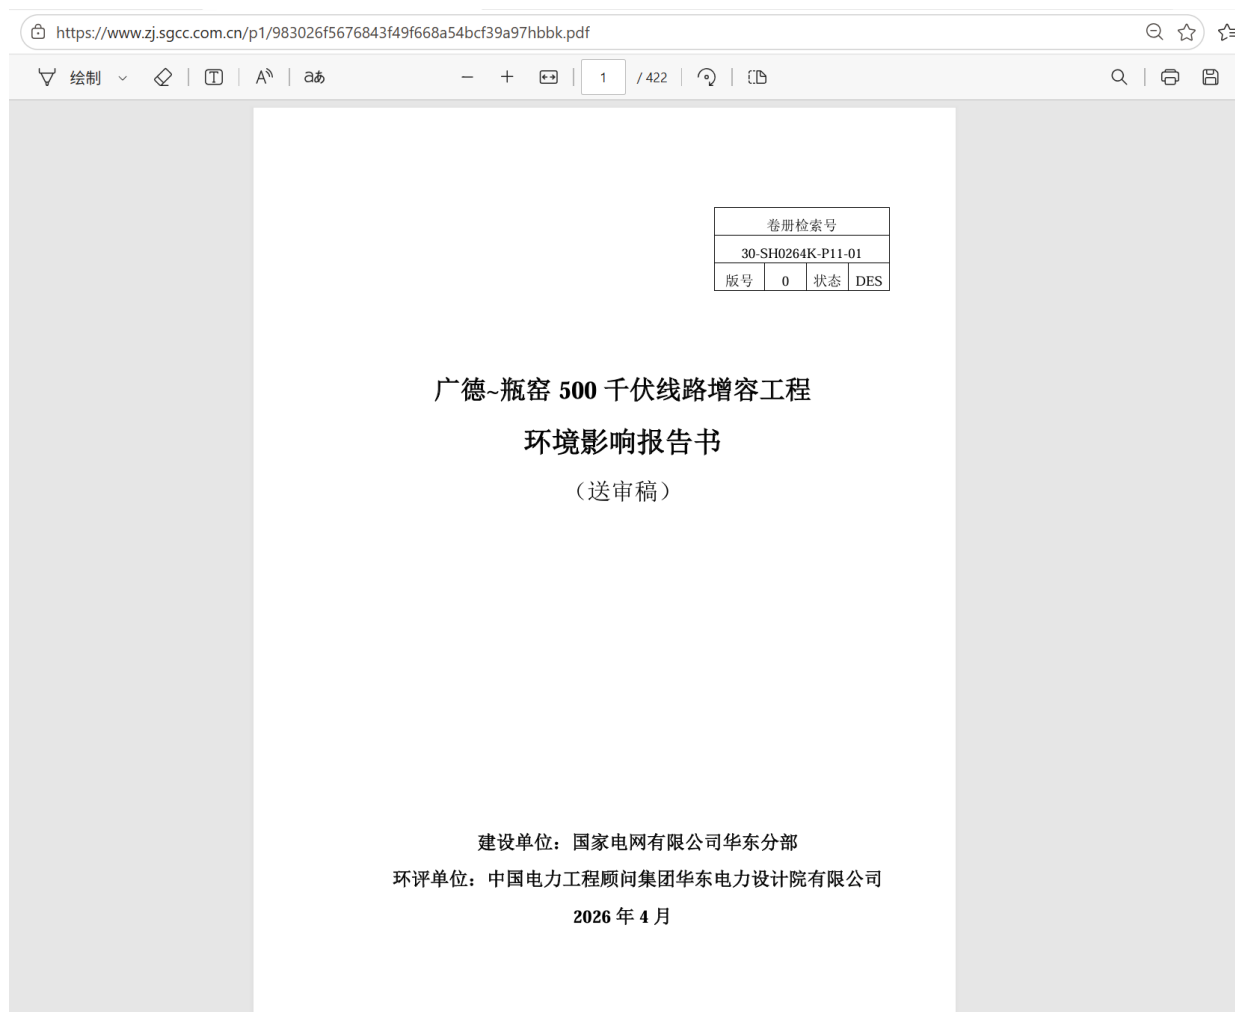 https://www.zj.sgcc.com.cn/p1/983026f5676843f49f668a54bcf39a97hbbk.pdf
绘制
aあ
1 / 422
卷册检索号
30-SH0264K-P11-01
版号 0 状态 DES
广德~瓶窑 500 千伏线路增容工程
环境影响报告书
（送审稿）
建设单位：国家电网有限公司华东分部
环评单位：中国电力工程顾问集团华东电力设计院有限公司
2026 年 4 月